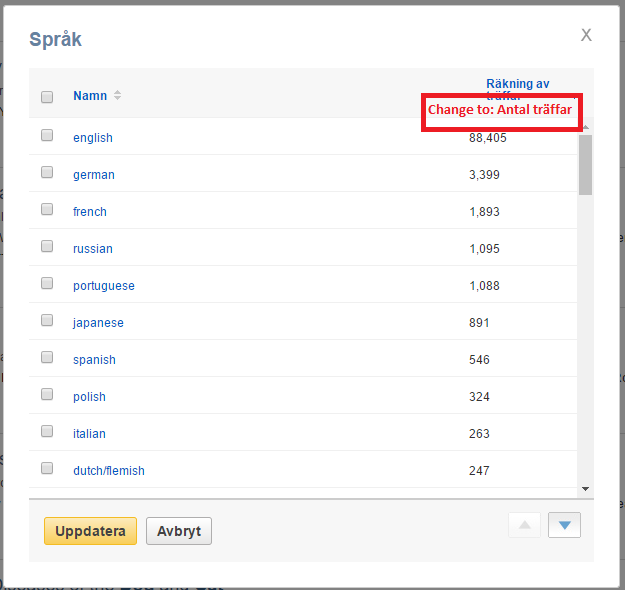 Språk
X
Namn
Räkning av
träffar
Change to: Antal träffar
english 88,405
german 3,399
french 1,893
russian 1,095
portuguese 1,088
japanese 891
spanish 546
polish 324
italian 263
dutch/flemish 247
Uppdatera Avbryt